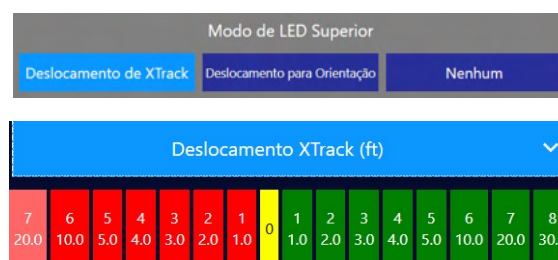 Modo de LED Superior
Deslocamento de XTrack Deslocamento para Orientação Nenhum
Deslocamento XTrack (ft)
7 6 5 4 3 2 1 0 1 2 3 4 5 6 7 8
20.0 10.0 5.0 4.0 3.0 2.0 1.0 1.0 2.0 3.0 4.0 5.0 10.0 20.0 30.